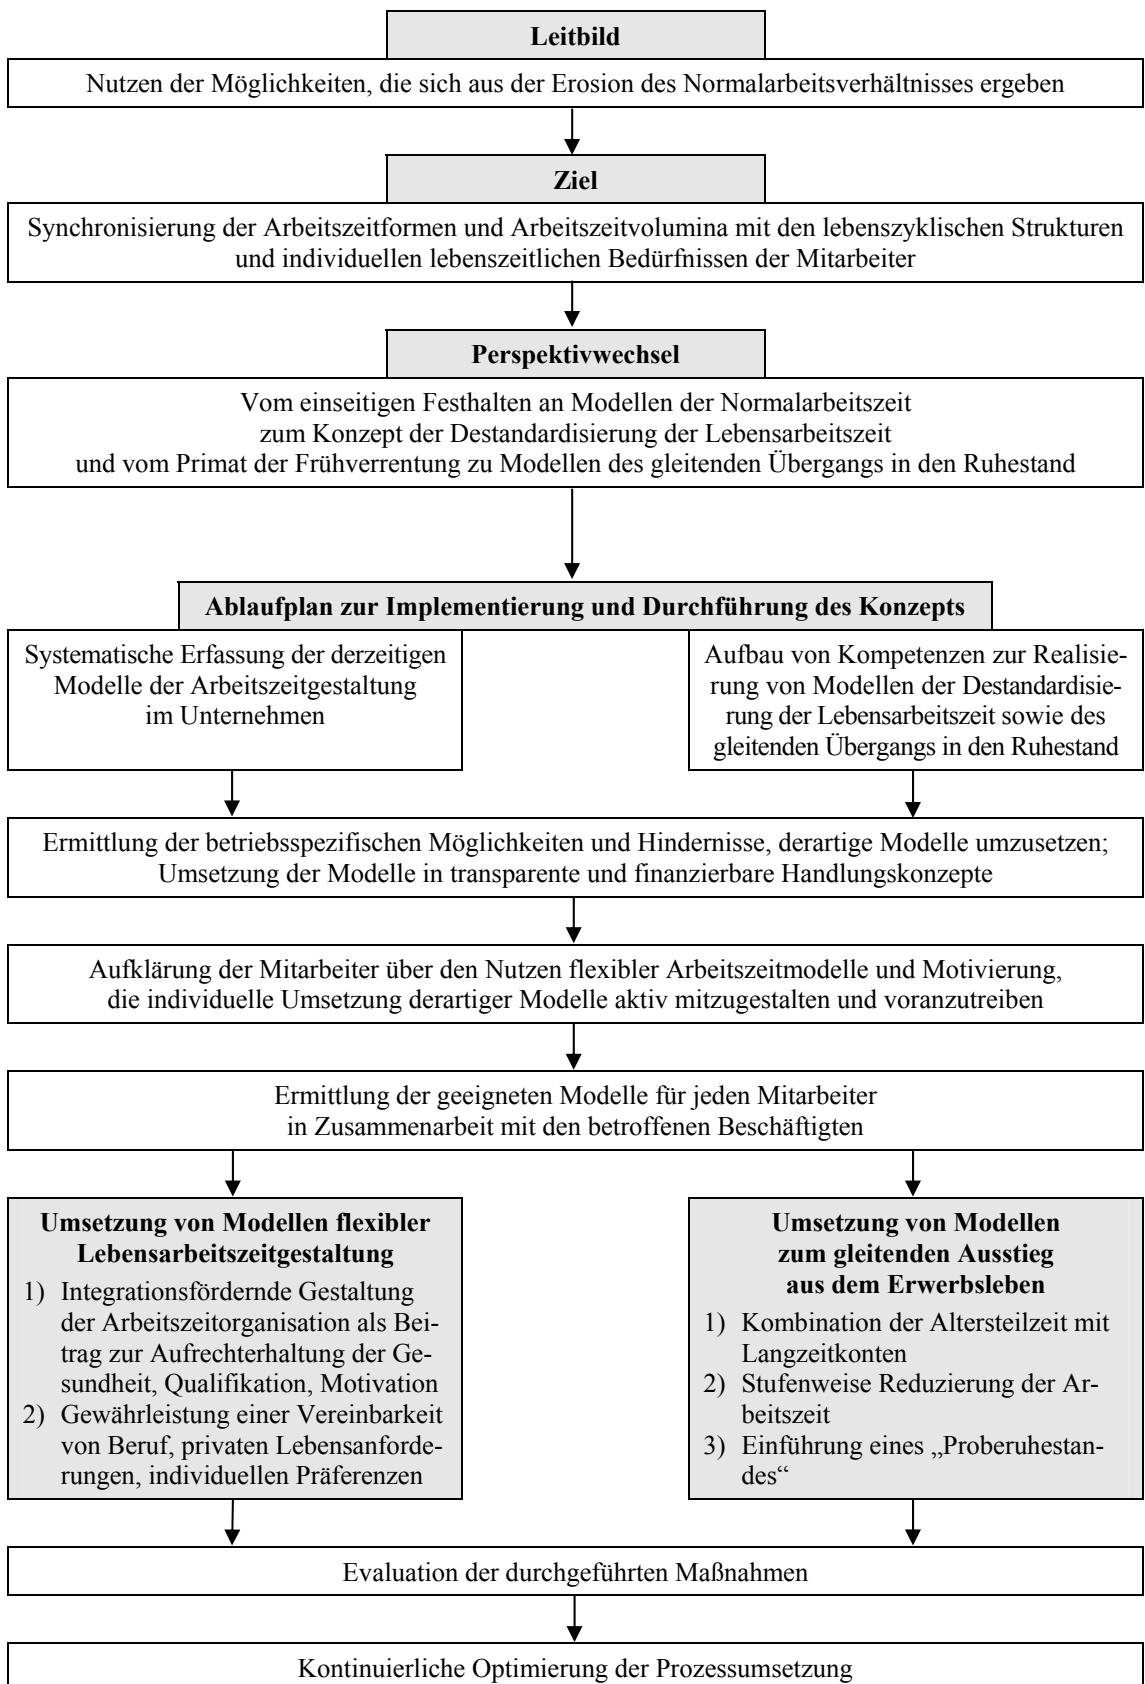 Leitbild
Nutzen der Möglichkeiten, die sich aus der Erosion des Normalarbeitsverhältnisses ergeben
Ziel
Synchronisierung der Arbeitszeitformen und Arbeitszeitvolumina mit den lebenszyklischen Strukturen
und individuellen lebenszeitlichen Bedürfnissen der Mitarbeiter
Perspektivwechsel
Vom einseitigen Festhalten an Modellen der Normalarbeitszeit
zum Konzept der Destandardisierung der Lebensarbeitszeit
und vom Primat der Frühverrentung zu Modellen des gleitenden Übergangs in den Ruhestand
Ablaufplan zur Implementierung und Durchführung des Konzepts
Systematische Erfassung der derzeitigen
Modelle der Arbeitszeitgestaltung
im Unternehmen
Aufbau von Kompetenzen zur Realisie-
rung von Modellen der Destandardisie-
rung der Lebensarbeitszeit sowie des
gleitenden Übergangs in den Ruhestand
Ermittlung der betriebsspezifischen Möglichkeiten und Hindernisse, derartige Modelle umzusetzen;
Umsetzung der Modelle in transparente und finanzierbare Handlungskonzepte
Aufklärung der Mitarbeiter über den Nutzen flexibler Arbeitszeitmodelle und Motivierung,
die individuelle Umsetzung derartiger Modelle aktiv mitzugestalten und voranzutreiben
Ermittlung der geeigneten Modelle für jeden Mitarbeiter
in Zusammenarbeit mit den betroffenen Beschäftigten
Umsetzung von Modellen flexibler
Lebensarbeitszeitgestaltung
1) Integrationsfördernde Gestaltung
der Arbeitszeitorganisation als Bei-
trag zur Aufrechterhaltung der Ge-
sundheit, Qualifikation, Motivation
2) Gewährleistung einer Vereinbarkeit
von Beruf, privaten Lebensanforde-
rungen, individuellen Präferenzen
Umsetzung von Modellen
zum gleitenden Ausstieg
aus dem Erwerbsleben
1) Kombination der Altersteilzeit mit
Langzeitkonten
2) Stufenweise Reduzierung der Ar-
beitszeit
3) Einführung eines „Proberuhestan-
des“
Evaluation der durchgeführten Maßnahmen
Kontinuierliche Optimierung der Prozessumsetzung